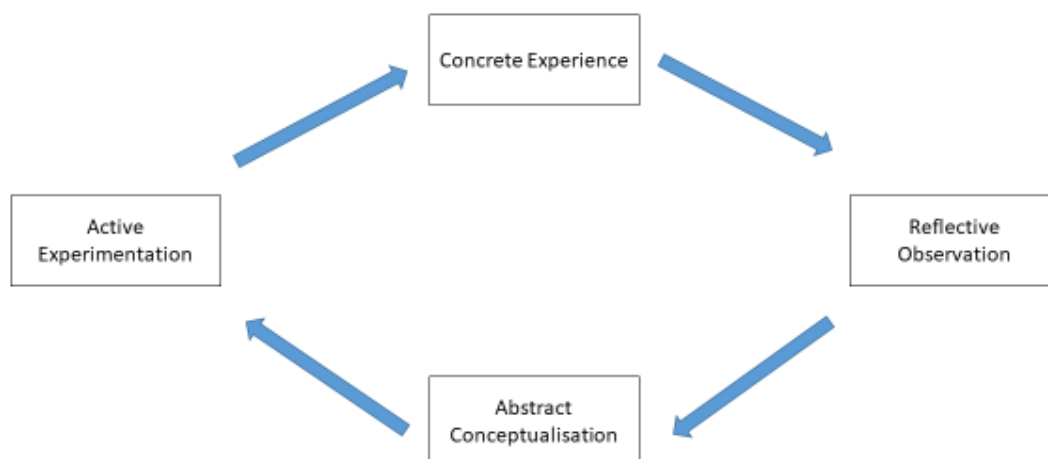 Concrete Experience
Active
Experimentation
Reflective
Observation
Abstract
Conceptualisation